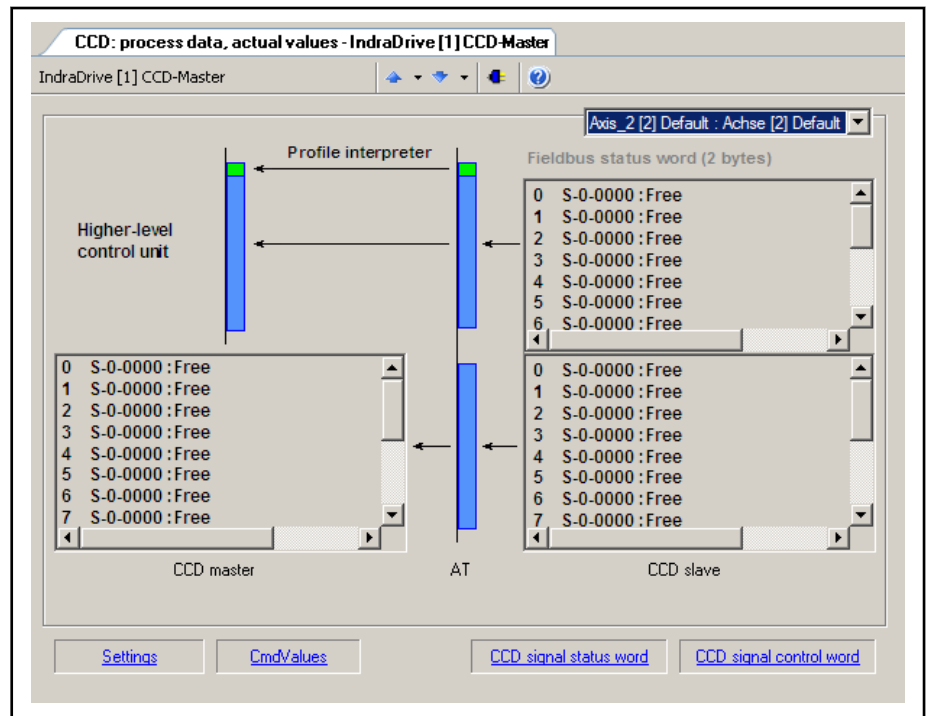 CCD: process data, actual values - IndraDrive [1] CCD-Master
IndraDrive [1] CCD-Master
Axis_2 [2] Default : Achse [2] Default
Profile interpreter
Fieldbus status word (2 bytes)
Higher-level
control unit
0 S-0-0000 : Free
1 S-0-0000 : Free
2 S-0-0000 : Free
3 S-0-0000 : Free
4 S-0-0000 : Free
5 S-0-0000 : Free
6 S-0-0000 : Free
0 S-0-0000 : Free
1 S-0-0000 : Free
2 S-0-0000 : Free
3 S-0-0000 : Free
4 S-0-0000 : Free
5 S-0-0000 : Free
6 S-0-0000 : Free
7 S-0-0000 : Free
0 S-0-0000 : Free
1 S-0-0000 : Free
2 S-0-0000 : Free
3 S-0-0000 : Free
4 S-0-0000 : Free
5 S-0-0000 : Free
6 S-0-0000 : Free
7 S-0-0000 : Free
CCD master
AT
CCD slave
Settings
CmdValues
CCD signal status word
CCD signal control word